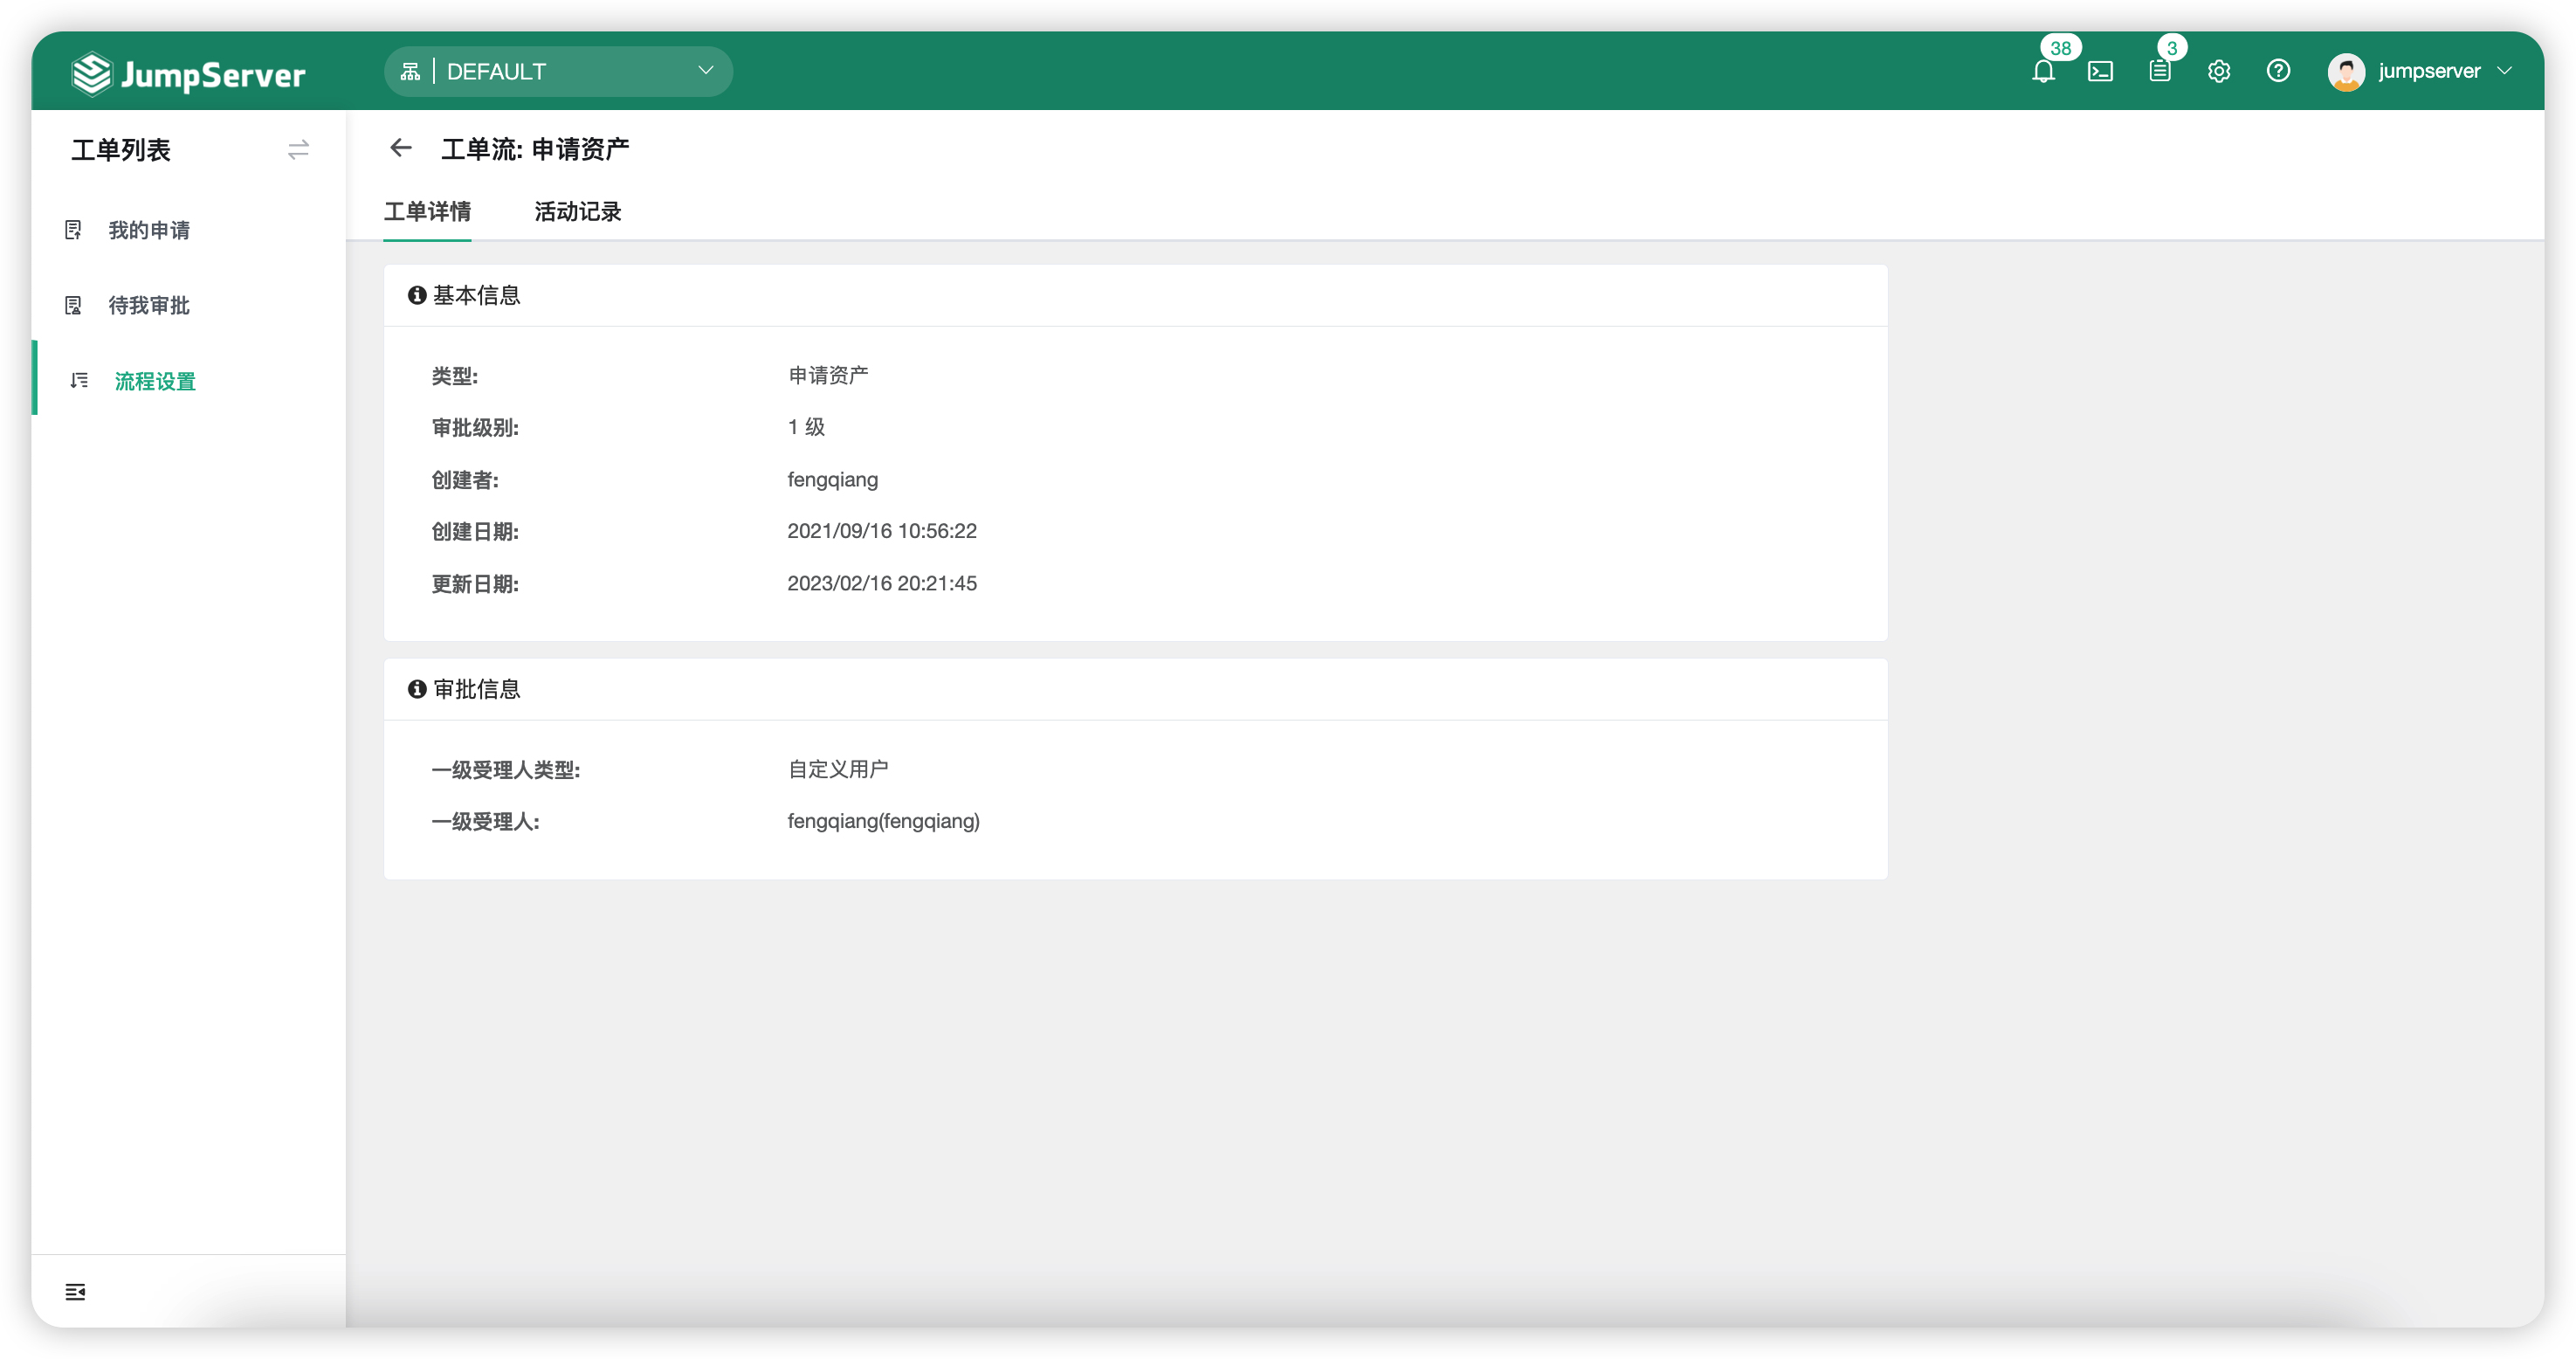 JumpServer
DEFAULT
38
3
jumpserver
工单列表
我的申请
待我审批
流程设置
工单流: 申请资产
工单详情
活动记录
基本信息
类型: 申请资产
审批级别: 1 级
创建者: fengqiang
创建日期: 2021/09/16 10:56:22
更新日期: 2023/02/16 20:21:45
审批信息
一级受理人类型: 自定义用户
一级受理人: fengqiang(fengqiang)